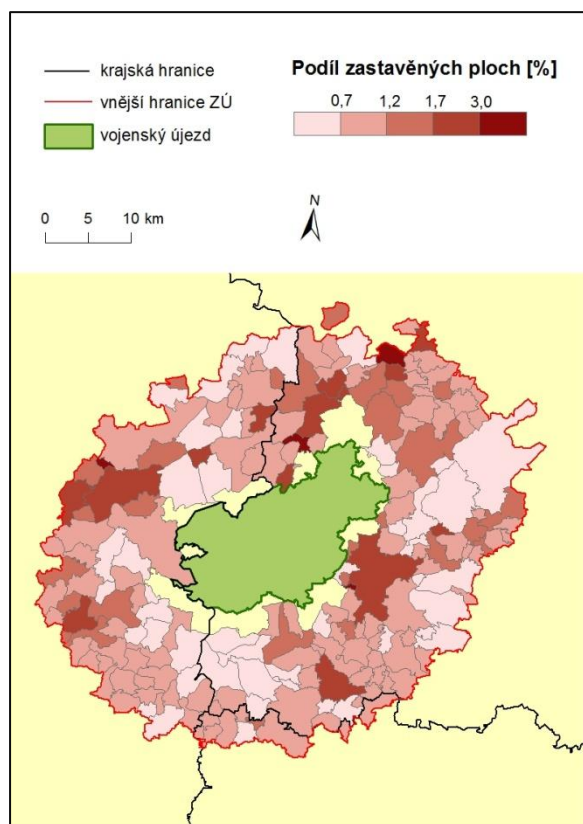 krajská hranice
vnější hranice ZÚ
vojenský újezd
Podíl zastavěných ploch [%]
0,7 1,2 1,7 3,0
0 5 10 km
N